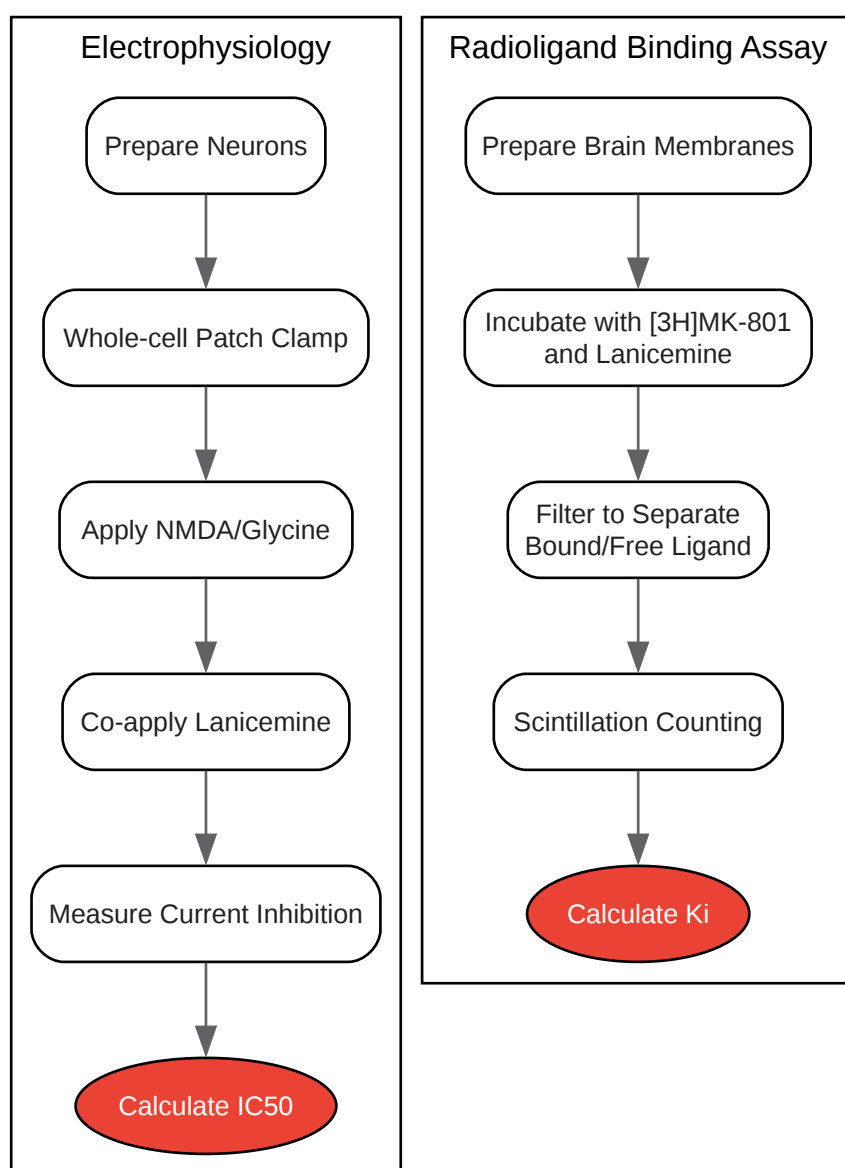 Electrophysiology
Prepare Neurons
Whole-cell Patch Clamp
Apply NMDA/Glycine
Co-apply Lanicemine
Measure Current Inhibition
Calculate IC50
Radioligand Binding Assay
Prepare Brain Membranes
Incubate with [3H]MK-801
and Lanicemine
Filter to Separate
Bound/Free Ligand
Scintillation Counting
Calculate Ki